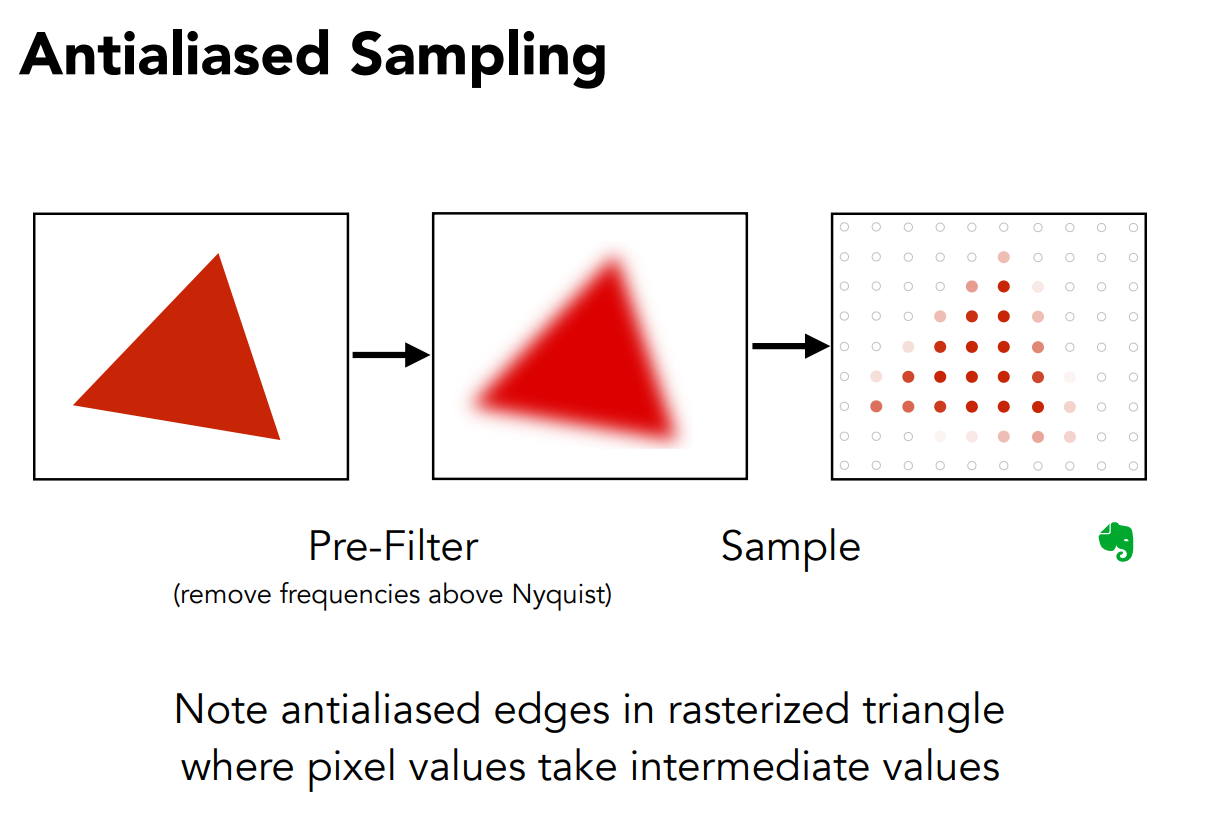 Antialiased Sampling
Pre-Filter
Sample
(remove frequencies above Nyquist)
Note antialiased edges in rasterized triangle
where pixel values take intermediate values